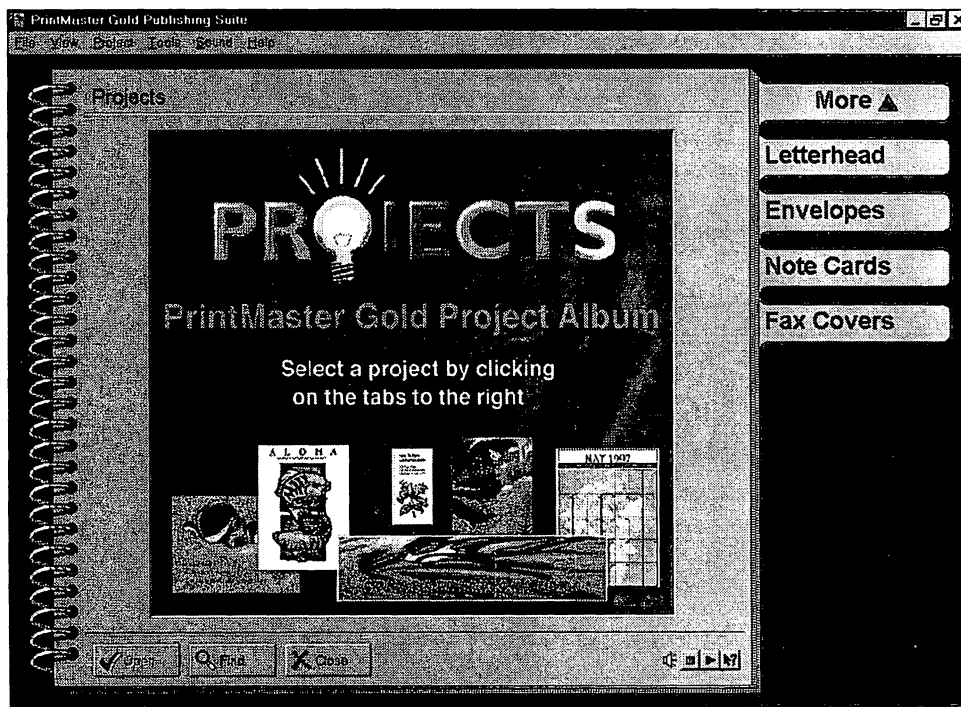 PrintMaster Gold Publishing Suite
File View Project Tools Sound Help
Projects
PROJECTS
PrintMaster Gold Project Album
Select a project by clicking
on the tabs to the right
ALOHA
MAY 1997
Open Find Close
More
Letterhead
Envelopes
Note Cards
Fax Covers